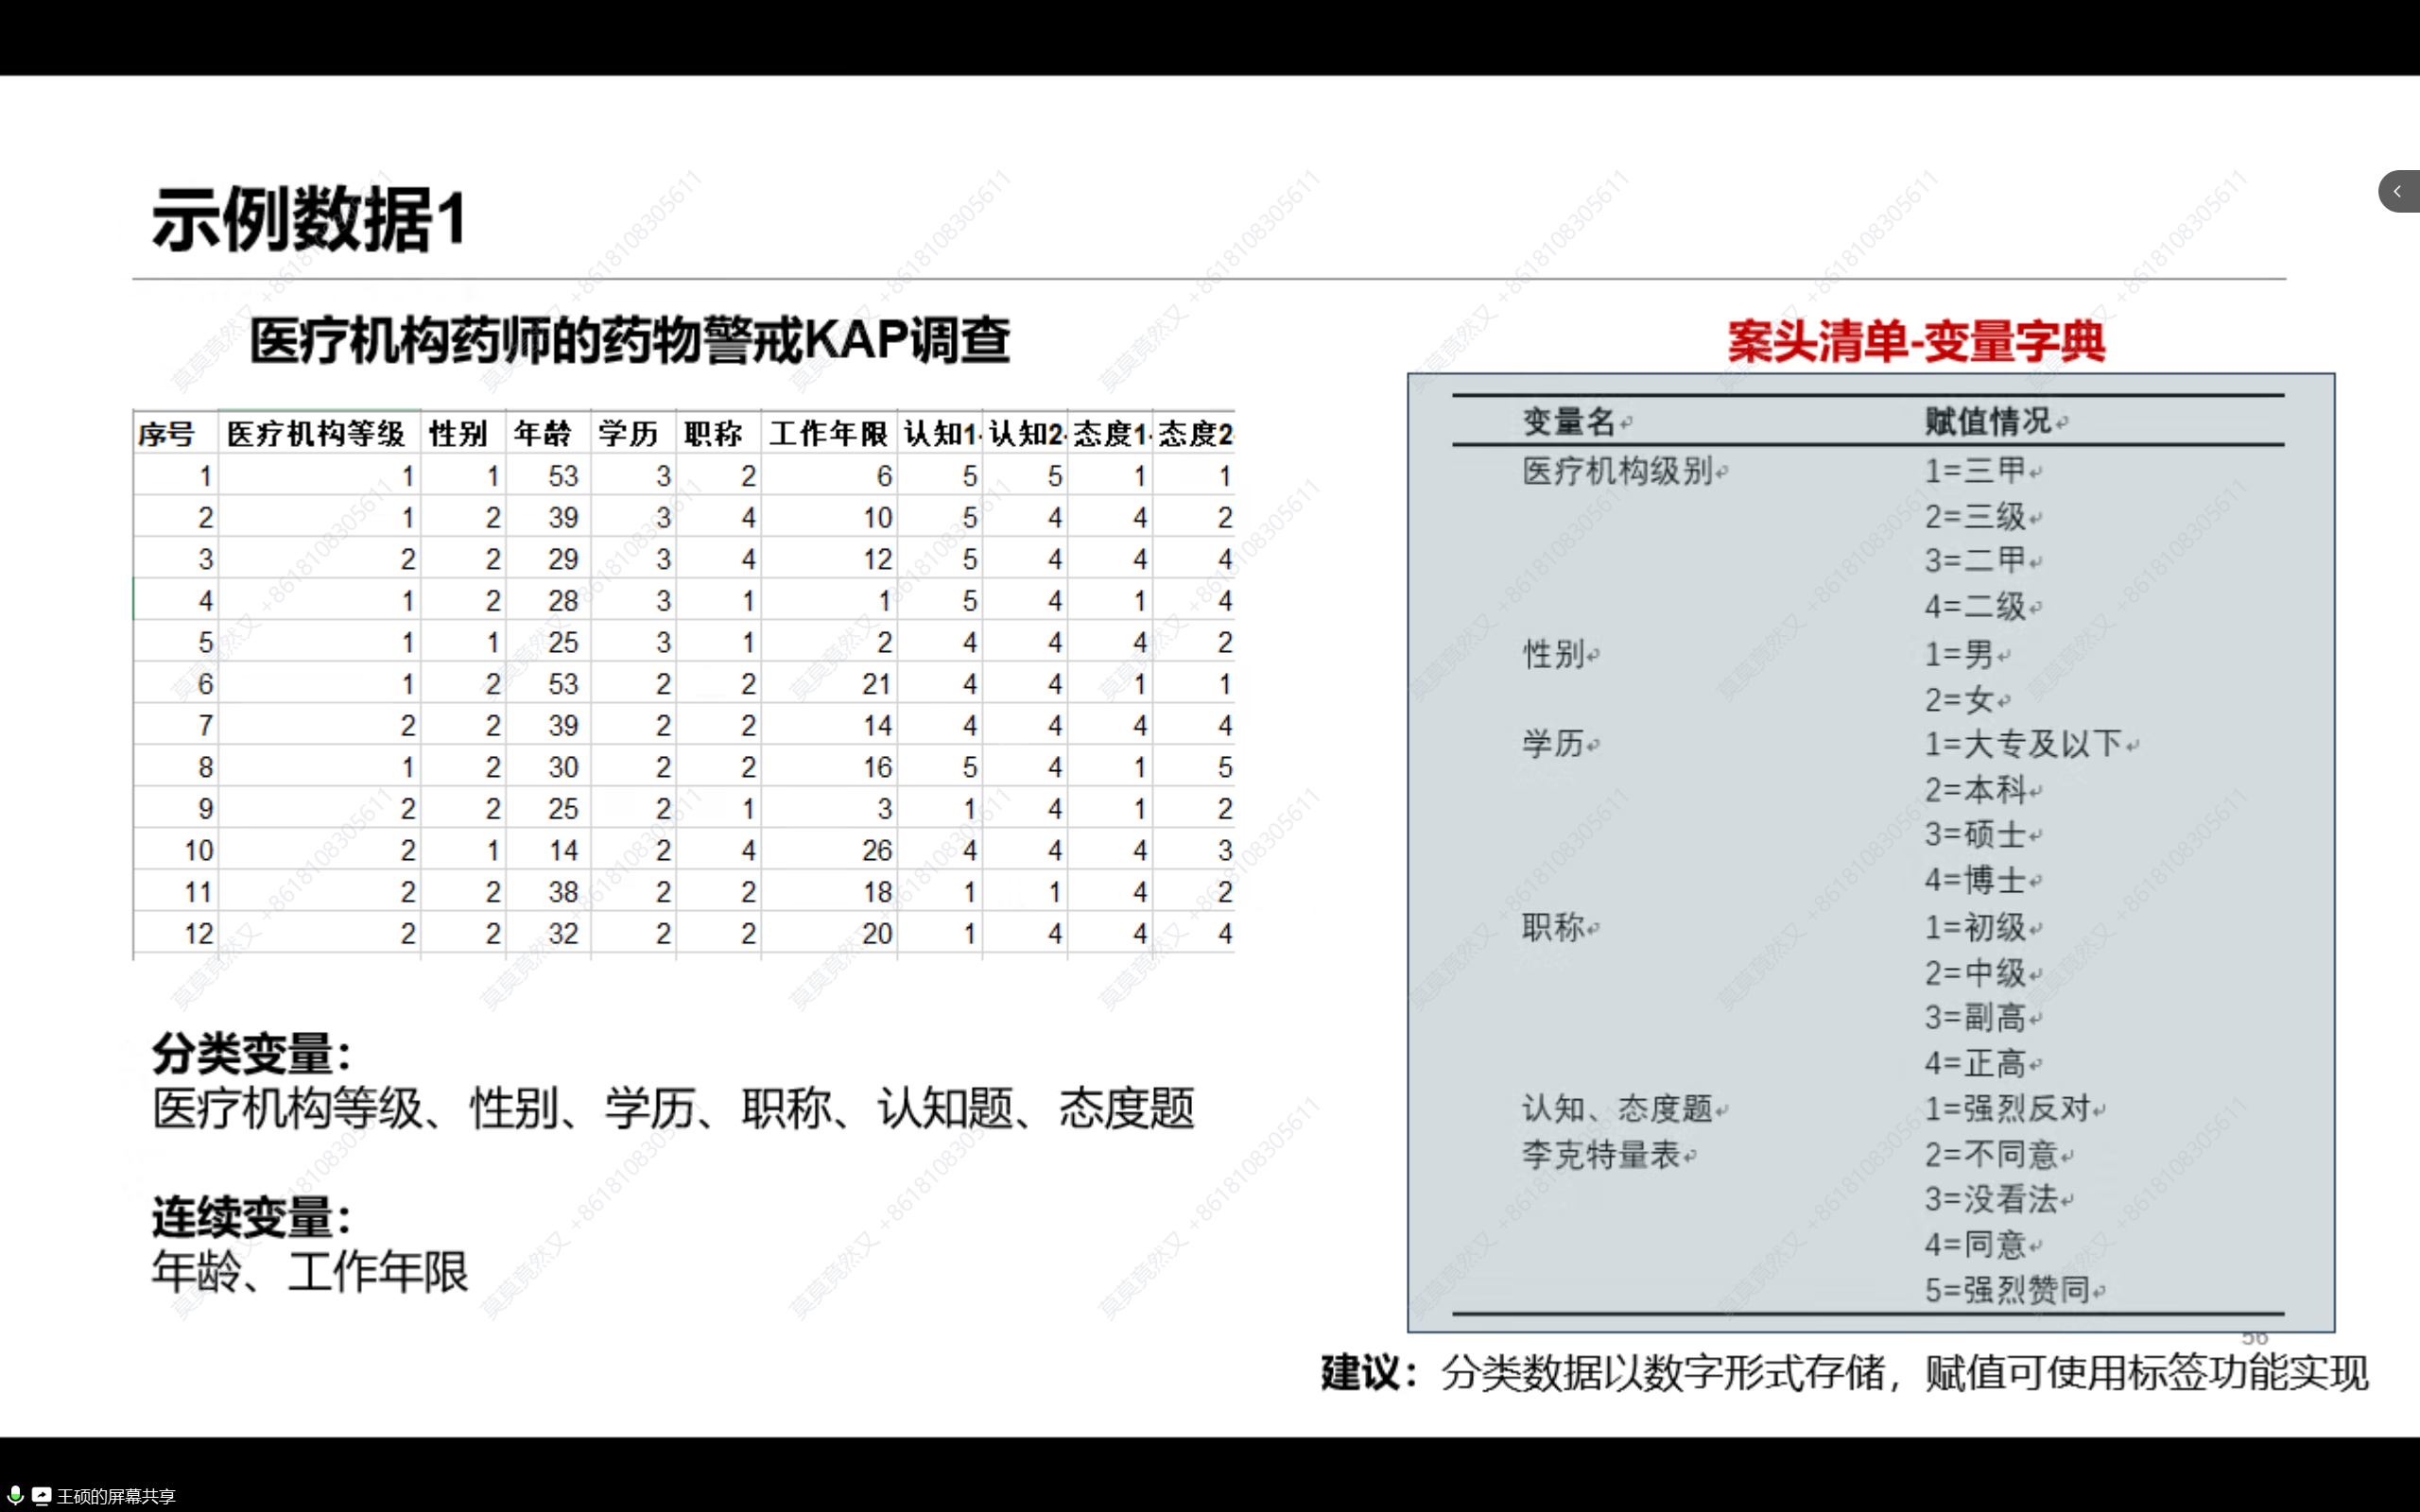 示例数据1
医疗机构药师的药物警戒KAP调查
序号 医疗机构等级 性别 年龄 学历 职称 工作年限 认知1 认知2 态度1 态度2
1 1 1 53 3 2 6 5 5 1 1
2 1 2 39 3 4 10 5 4 4 2
3 2 2 29 3 4 12 5 4 4 4
4 1 2 28 3 1 1 5 4 1 4
5 1 1 25 3 1 2 4 4 4 2
6 1 2 53 2 2 21 4 4 1 1
7 2 2 39 2 2 14 4 4 4 4
8 1 2 30 2 2 16 5 4 1 5
9 2 2 25 2 1 3 1 4 1 2
10 2 1 14 2 4 26 4 4 4 3
11 2 2 38 2 2 18 1 1 4 2
12 2 2 32 2 2 20 1 4 4 4
分类变量：
医疗机构等级、性别、学历、职称、认知题、态度题
连续变量：
年龄、工作年限
案头清单-变量字典
变量名 赋值情况
医疗机构级别 1=三甲
2=三级
3=二甲
4=二级
性别 1=男
2=女
学历 1=大专及以下
2=本科
3=硕士
4=博士
职称 1=初级
2=中级
3=副高
4=正高
认知、态度题 1=强烈反对
李克特量表 2=不同意
3=没看法
4=同意
5=强烈赞同
56
建议：分类数据以数字形式存储，赋值可使用标签功能实现
王硕的屏幕共享
莫莫竟然又 +8618108305611